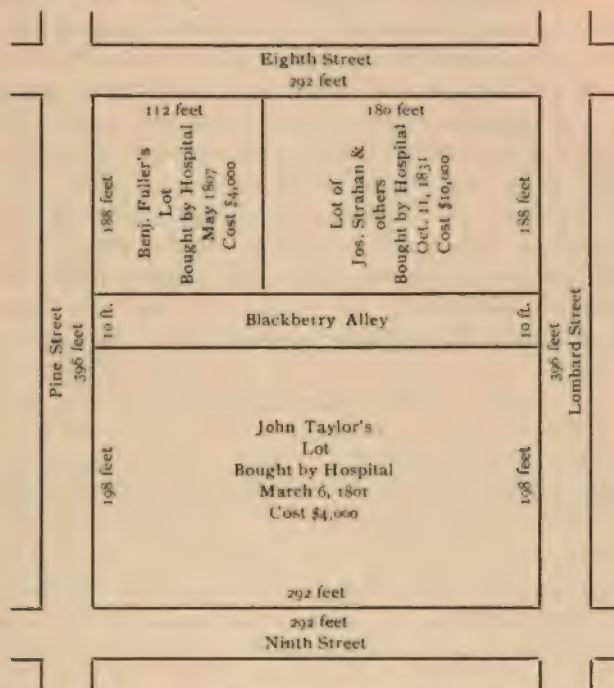 Eighth Street
292 feet
112 feet
180 feet
188 feet
Benj. Fuller's
Lot
Bought by Hospital
May 1807
Cost $4,000
Lot of
Jos. Strahan &
others
Bought by Hospital
Oct. 11, 1831
Cost $10,000
188 feet
10 ft.
Blackberry Alley
10 ft.
Pine Street
396 feet
396 feet
Lombard Street
198 feet
John Taylor's
Lot
Bought by Hospital
March 6, 1801
Cost $4,000
198 feet
292 feet
292 feet
Ninth Street